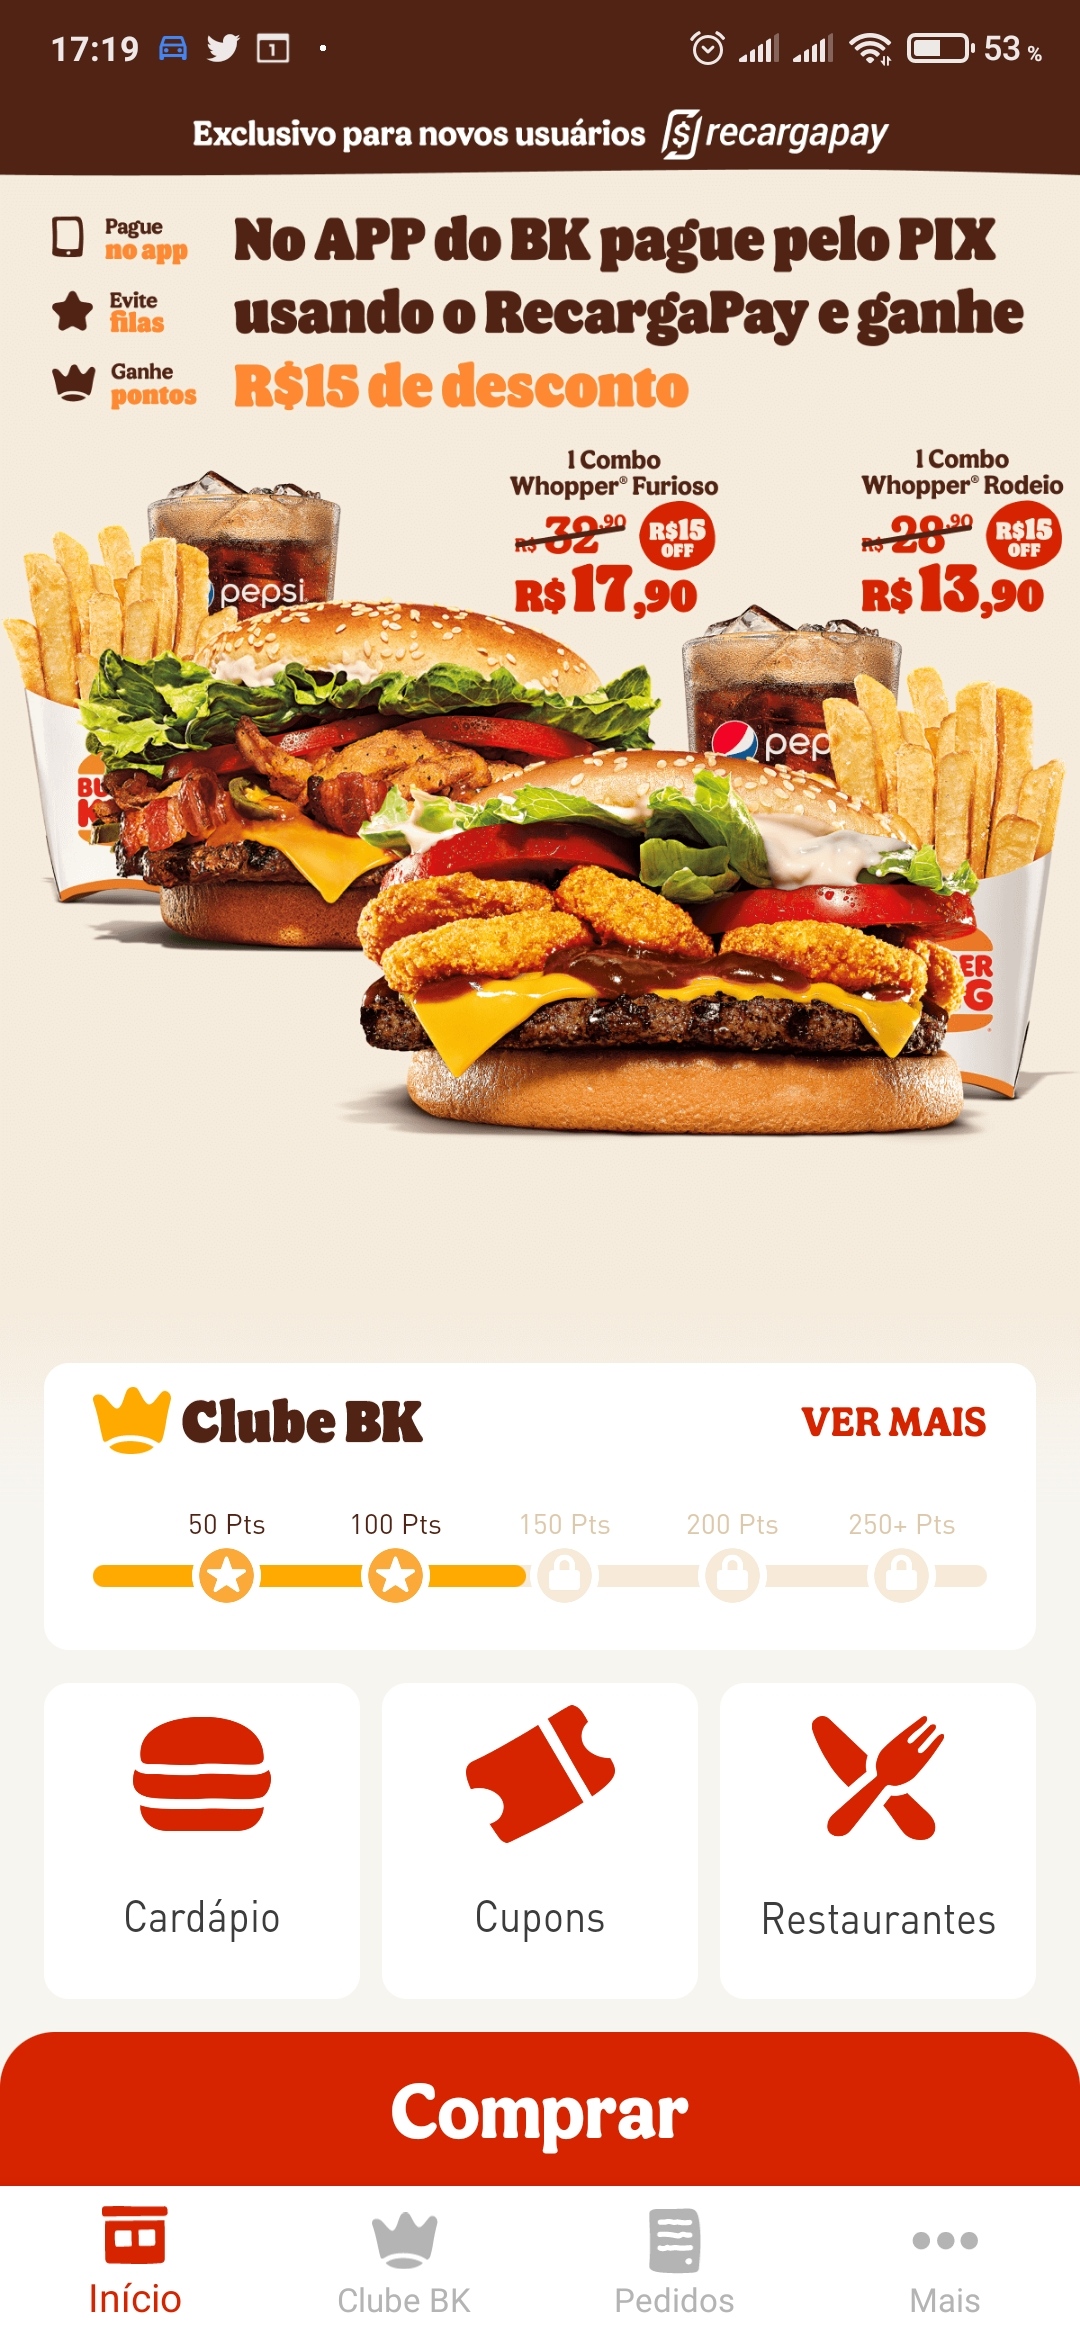 17:19
53 %
Exclusivo para novos usuários recargapay
Pague
no app
Evite
filas
Ganhe
pontos
No APP do BK pague pelo PIX
usando o RecargaPay e ganhe
R$15 de desconto
1 Combo
Whopper® Furioso
R$ 32,90
R$15
OFF
R$ 17,90
1 Combo
Whopper® Rodeio
R$ 28,90
R$15
OFF
R$ 13,90
pepsi
pep
BU
K
ER
G
Clube BK
VER MAIS
50 Pts
100 Pts
150 Pts
200 Pts
250+ Pts
Cardápio
Cupons
Restaurantes
Comprar
Início
Clube BK
Pedidos
Mais